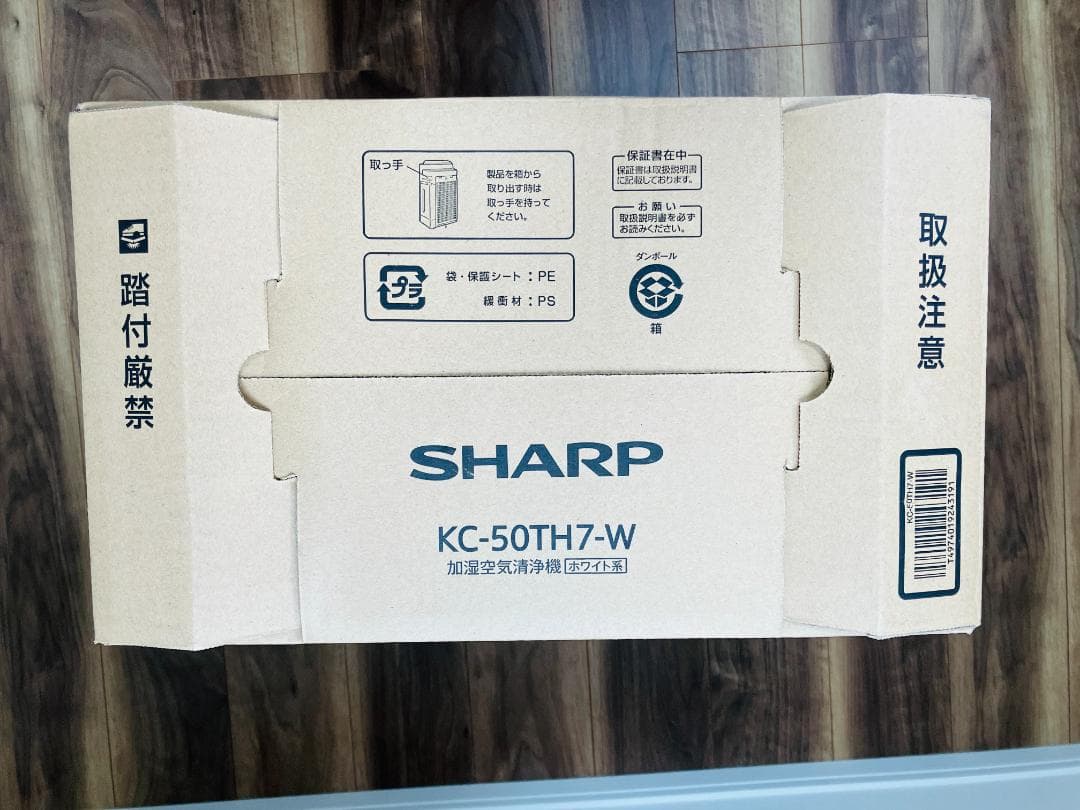 取っ手
製品を箱から
取り出す時は
取っ手を持って
ください。
保証書在中
保証書は取扱説明書
に記載しております。
お願い
取扱説明書を必ず
お読みください。
プラ
袋・保護シート：PE
緩衝材：PS
ダンボール
箱
踏付厳禁
取扱注意
SHARP
KC-50TH7-W
加湿空気清浄機 ホワイト系
KC-50TH7-W
T4974019243191